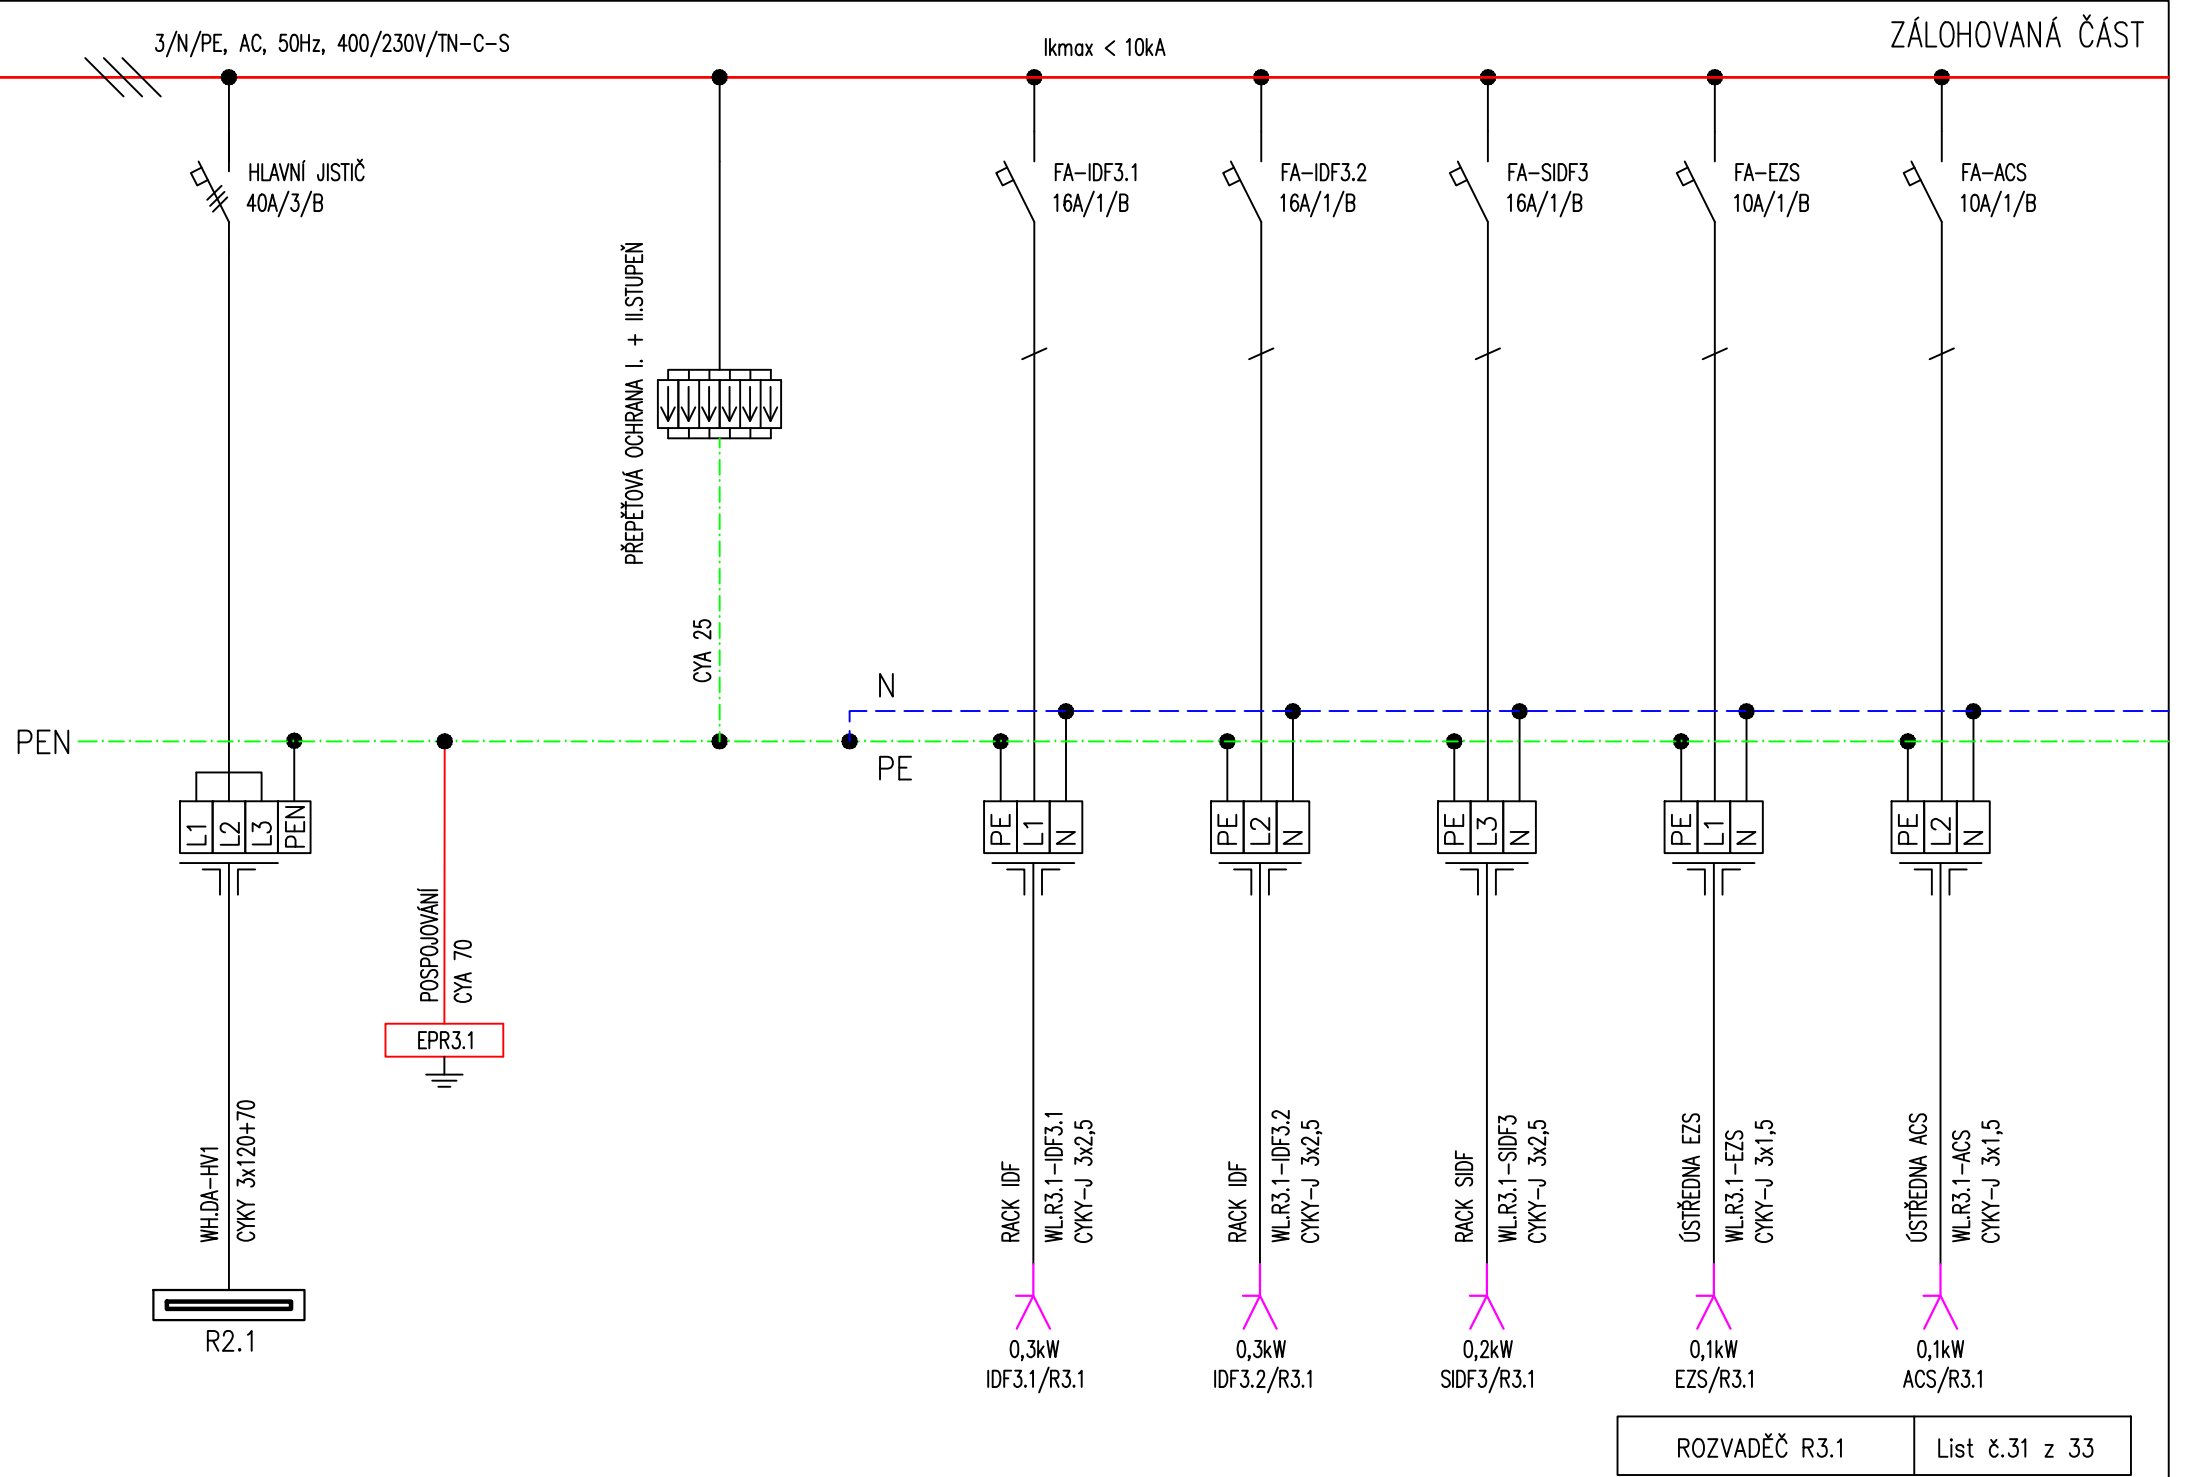 3/N/PE, AC, 50Hz, 400/230V/TN-C-S
Ikmax < 10kA
ZÁLOHOVANÁ ČÁST
HLAVNÍ JISTIČ
40A/3/B
FA-IDF3.1
16A/1/B
FA-IDF3.2
16A/1/B
FA-SIDF3
16A/1/B
FA-EZS
10A/1/B
FA-ACS
10A/1/B
PŘEPĚŤOVÁ OCHRANA I. + II.STUPEŇ
CYA 25
N
PEN
PE
L1
L2
L3
PEN
PE
L1
N
PE
L2
N
PE
L3
N
PE
L1
N
PE
L2
N
POSPOJOVÁNÍ
CYA 70
EPR3.1
WH.DA-HV1
CYKY 3x120+70
R2.1
RACK IDF
WL.R3.1-IDF3.1
CYKY-J 3x2,5
RACK IDF
WL.R3.1-IDF3.2
CYKY-J 3x2,5
RACK SIDF
WL.R3.1-SIDF3
CYKY-J 3x2,5
ÚSTŘEDNA EZS
WL.R3.1-EZS
CYKY-J 3x1,5
ÚSTŘEDNA ACS
WL.R3.1-ACS
CYKY-J 3x1,5
0,3kW
IDF3.1/R3.1
0,3kW
IDF3.2/R3.1
0,2kW
SIDF3/R3.1
0,1kW
EZS/R3.1
0,1kW
ACS/R3.1
ROZVADĚČ R3.1
List č.31 z 33